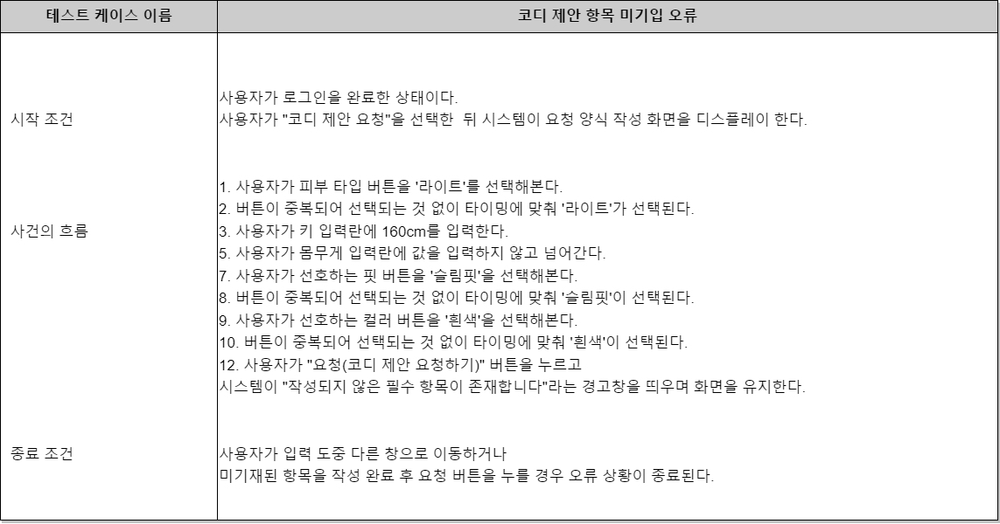 테스트 케이스 이름
코디 제안 항목 미기입 오류
시작 조건
사용자가 로그인을 완료한 상태이다.
사용자가 "코디 제안 요청"을 선택한 뒤 시스템이 요청 양식 작성 화면을 디스플레이 한다.
사건의 흐름
1. 사용자가 피부 타입 버튼을 '라이트'를 선택해본다.
2. 버튼이 중복되어 선택되는 것 없이 타이밍에 맞춰 '라이트'가 선택된다.
3. 사용자가 키 입력란에 160cm를 입력한다.
5. 사용자가 몸무게 입력란에 값을 입력하지 않고 넘어간다.
7. 사용자가 선호하는 핏 버튼을 '슬림핏'을 선택해본다.
8. 버튼이 중복되어 선택되는 것 없이 타이밍에 맞춰 '슬림핏'이 선택된다.
9. 사용자가 선호하는 컬러 버튼을 '흰색'을 선택해본다.
10. 버튼이 중복되어 선택되는 것 없이 타이밍에 맞춰 '흰색'이 선택된다.
12. 사용자가 "요청(코디 제안 요청하기)" 버튼을 누르고
시스템이 "작성되지 않은 필수 항목이 존재합니다"라는 경고창을 띄우며 화면을 유지한다.
종료 조건
사용자가 입력 도중 다른 창으로 이동하거나
미기재된 항목을 작성 완료 후 요청 버튼을 누를 경우 오류 상황이 종료된다.